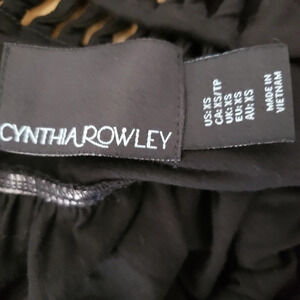 CYNTHIA ROWLEY
US: XS
CA: XS/TP
UK: XS
EU: XS
AU: XS
MADE IN
VIETNAM